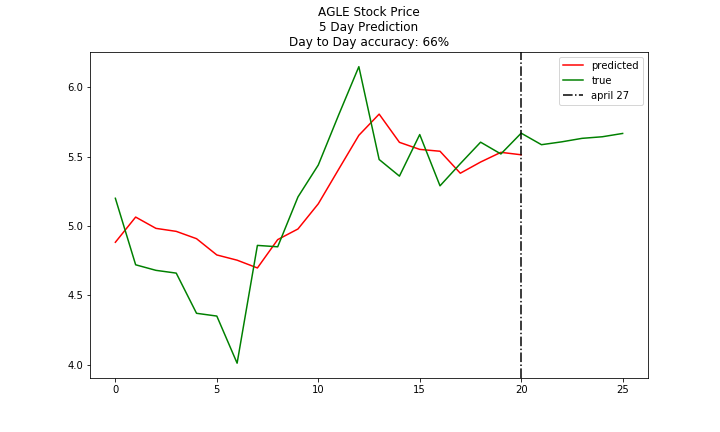 AGLE Stock Price
5 Day Prediction
Day to Day accuracy: 66%
predicted
true
april 27
6.0
5.5
5.0
4.5
4.0
0 5 10 15 20 25